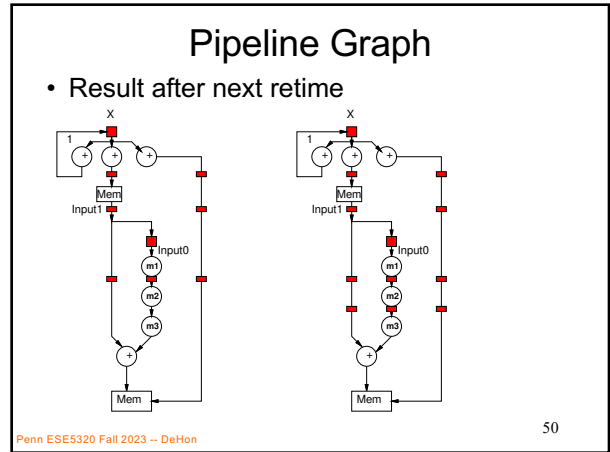 Pipeline Graph
• Result after next retime
X
1
+
+
+
Mem
Input1
Input0
m1
m2
m3
+
Mem
X
1
+
+
+
Mem
Input1
Input0
m1
m2
m3
+
Mem
Penn ESE5320 Fall 2023 -- DeHon
50